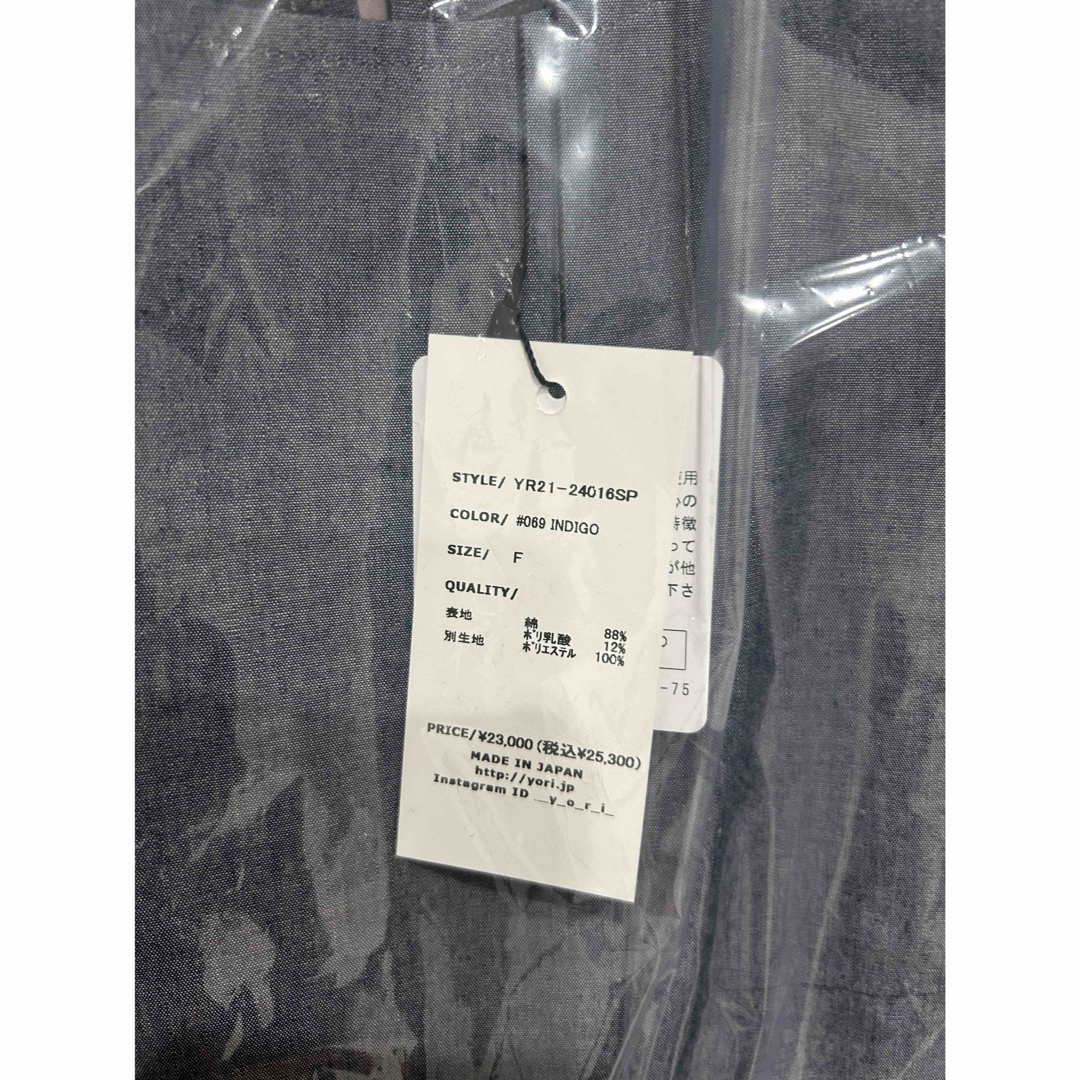 STYLE/ YR21-24016SP
COLOR/ #069 INDIGO
SIZE/ F
QUALITY/
表地 綿 88%
ポリ乳酸 12%
別生地 ポリエステル 100%
PRICE/¥23,000(税込¥25,300)
MADE IN JAPAN
http://yori.jp
Instagram ID __y_o_r_i_
用
の
特徴
って
が他
下さ
-75